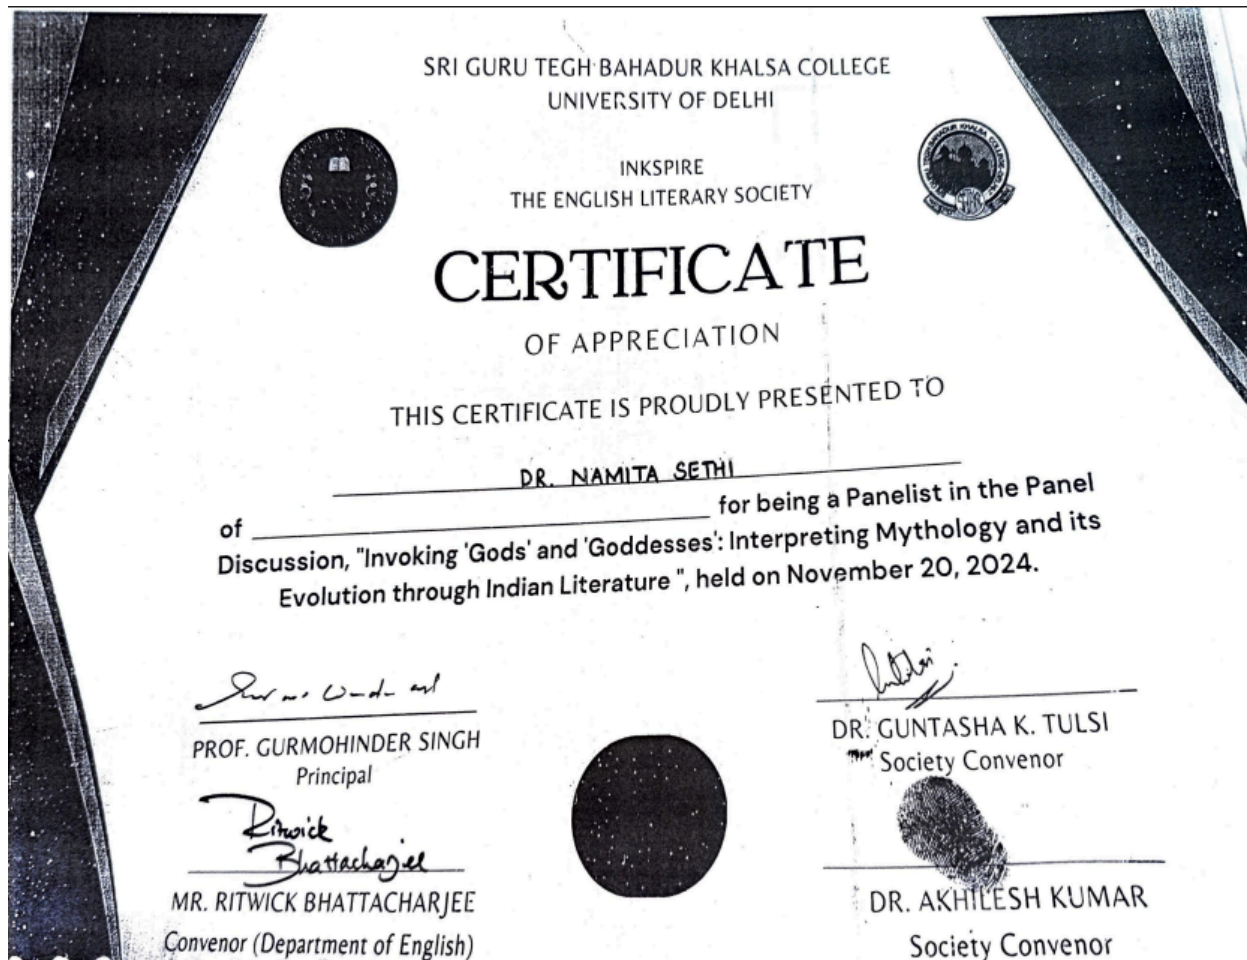 SRI GURU TEGH BAHADUR KHALSA COLLEGE
UNIVERSITY OF DELHI
INKSPIRE
THE ENGLISH LITERARY SOCIETY
CERTIFICATE
OF APPRECIATION
THIS CERTIFICATE IS PROUDLY PRESENTED TO
DR. NAMITA SETHI
of for being a Panelist in the Panel
Discussion, "Invoking 'Gods' and 'Goddesses': Interpreting Mythology and its
Evolution through Indian Literature ", held on November 20, 2024.
PROF. GURMOHINDER SINGH
Principal
DR. GUNTASHA K. TULSI
Society Convenor
Ritwick
Bhattacharjee
MR. RITWICK BHATTACHARJEE
Convenor (Department of English)
DR. AKHILESH KUMAR
Society Convenor